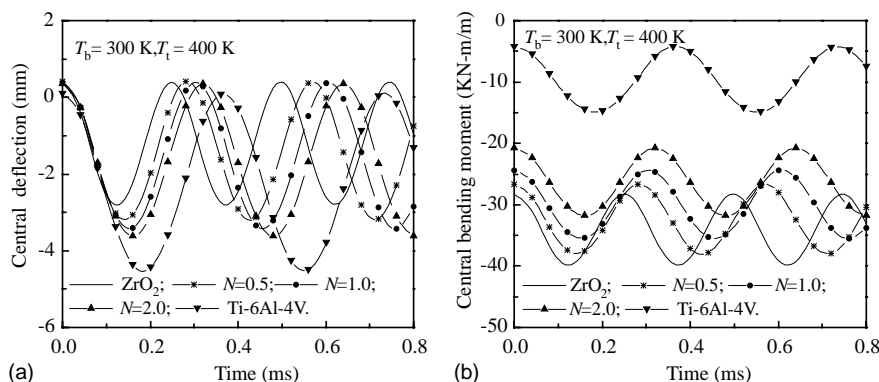 T_b= 300 K,T_t= 400 K
Central deflection (mm)
2
0
-2
-4
-6
ZrO₂; N=0.5; N=1.0;
N=2.0; Ti-6Al-4V.
0.0 0.2 0.4 0.6 0.8
(a) Time (ms)
T_b= 300 K,T_t= 400 K
Central bending moment (KN-m/m)
0
-10
-20
-30
-40
-50
ZrO₂; N=0.5; N=1.0;
N=2.0; Ti-6Al-4V.
0.0 0.2 0.4 0.6 0.8
(b) Time (ms)